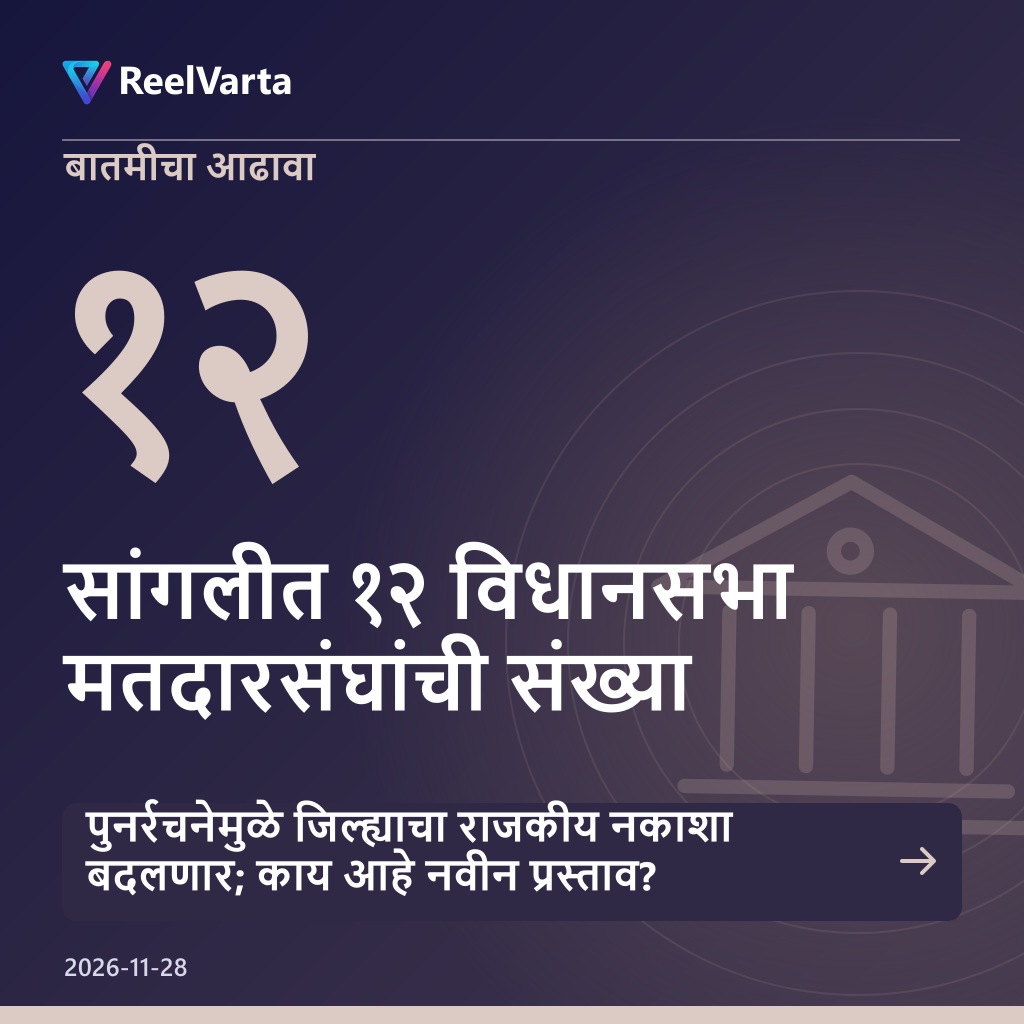 ReelVarta
बातमीचा आढावा
१२
सांगलीत १२ विधानसभा
मतदारसंघांची संख्या
पुनर्रचनेमुळे जिल्ह्याचा राजकीय नकाशा
बदलणार; काय आहे नवीन प्रस्ताव?
2026-11-28